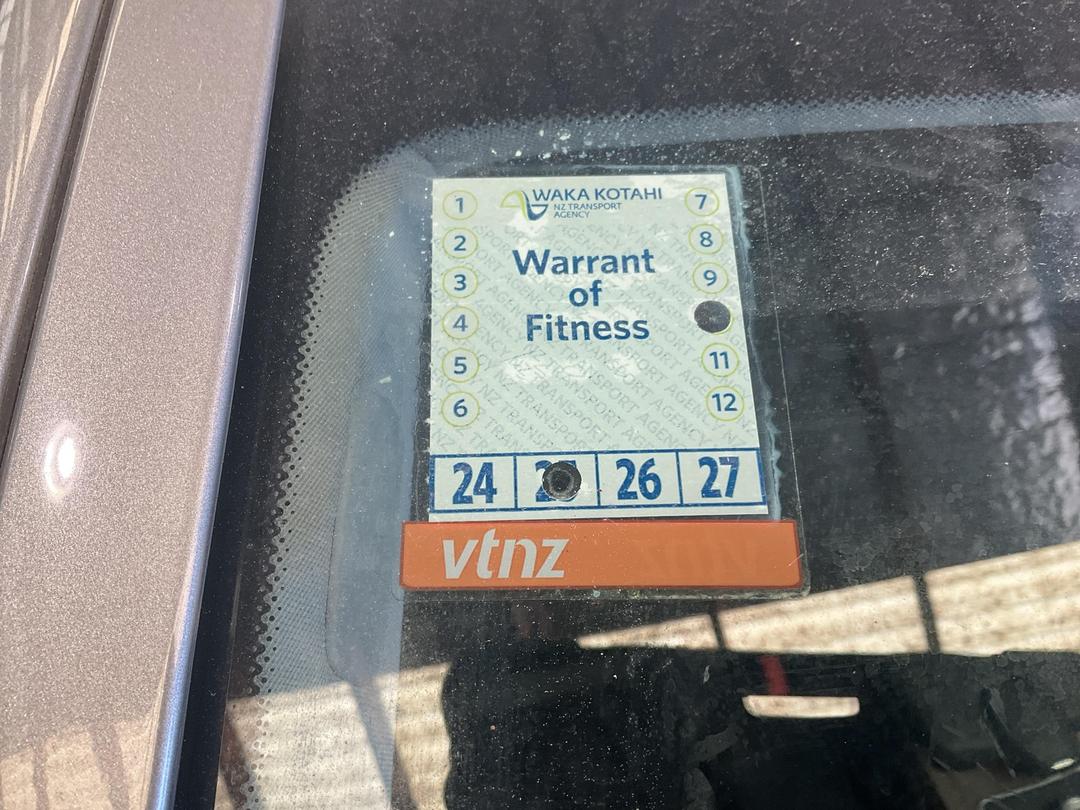 WAKA KOTAHI
NZ TRANSPORT
AGENCY
Warrant
of
Fitness
1
2
3
4
5
6
7
8
9
11
12
24 26 27
vtnz